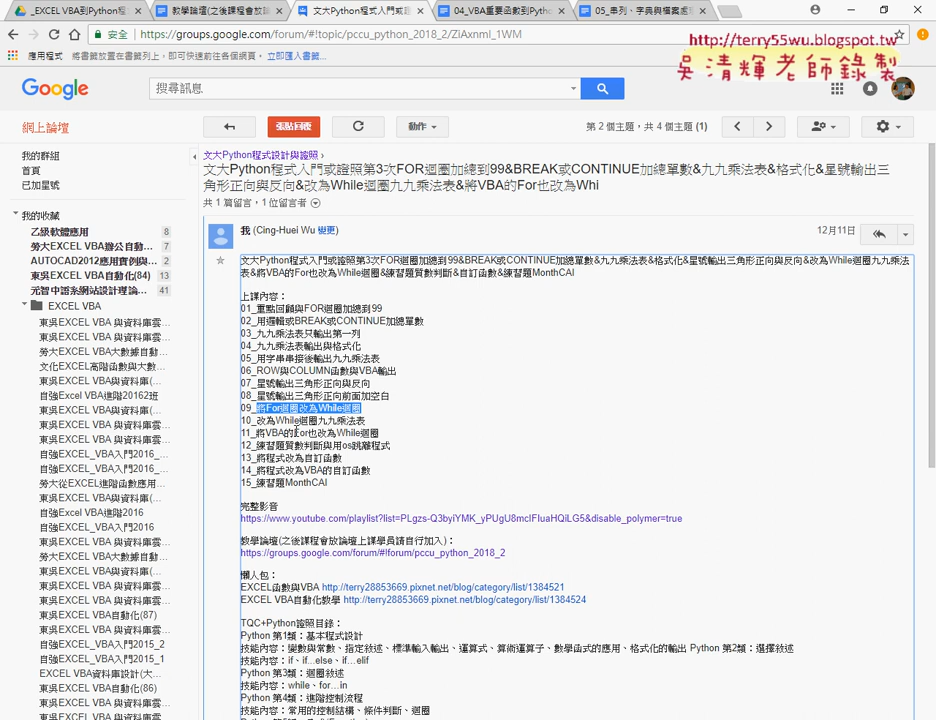 _EXCEL VBA到Python程
教學論壇(之後課程會放論
文大Python程式入門或證
04_VBA重要函數到Pytho
05_串列、字典與檔案處
安全
https://groups.google.com/forum/#!topic/pccu_python_2018_2/ZiAxnmI_1WM
應用程式
將書籤放置在書籤列上，即可快速前往各個網頁。
立即匯入書籤...
http://terry55wu.blogspot.tw
吳清輝老師錄製
Google
搜尋訊息
網上論壇
張貼回覆
動作
第 2 個主題，共 4 個主題 (1)
我的群組
首頁
已加星號
我的收藏
乙級軟體應用 8
勞大EXCEL VBA辦公自動... 7
AUTOCAD2012應用實例與... 2
東吳EXCEL VBA自動化(84) 13
元智中語系網站設計理論... 41
EXCEL VBA
東吳EXCEL VBA 與資料庫雲...
東吳EXCEL VBA 與資料庫(...
勞大EXCEL VBA大數據自動...
文化EXCEL高階函數與大數...
東吳EXCEL VBA與資料庫(...
自強Excel VBA進階20162班
東吳EXCEL VBA 與資料庫雲...
自強EXCEL_VBA入門2016_...
自強EXCEL_VBA入門2016_...
勞大從EXCEL進階函數應用...
東吳EXCEL VBA與資料庫(...
自強Excel VBA進階2016
自強EXCEL_VBA入門2016
東吳EXCEL VBA 與資料庫雲...
勞大EXCEL VBA大數據自動...
東吳EXCEL VBA與資料庫(...
東吳EXCEL VBA 與資料庫雲...
東吳EXCEL VBA 與資料庫雲...
東吳EXCEL VBA自動化(87)
東吳EXCEL VBA 與資料庫雲...
自強EXCEL_VBA入門2015_2
自強EXCEL_VBA入門2015_1
EXCEL VBA資料庫設計(大...
東吳EXCEL VBA自動化(86)
東吳EXCEL VBA 與資料庫雲...
文大Python程式設計與證照 ›
文大Python程式入門或證照第3次FOR迴圈加總到99&BREAK或CONTINUE加總單數&九九乘法表&格式化&星號輸出三
角形正向與反向&改為While迴圈九九乘法表&將VBA的For也改為Whi
共 1 篇留言，1 位留言者
我 (Cing-Huei Wu 變更)
12月11日
文大Python程式入門或證照第3次FOR迴圈加總到99&BREAK或CONTINUE加總單數&九九乘法表&格式化&星號輸出三角形正向與反向&改為While迴圈九九乘法
表&將VBA的For也改為While迴圈&練習題質數判斷&自訂函數&練習題MonthCAl
上課內容：
01_重點回顧與FOR迴圈加總到99
02_用邏輯或BREAK或CONTINUE加總單數
03_九九乘法表只輸出第一列
04_九九乘法表輸出與格式化
05_用字串串接後輸出九九乘法表
06_ROW與COLUMN函數與VBA輸出
07_星號輸出三角形正向與反向
08_星號輸出三角形正向前面加空白
09_將For迴圈改為While迴圈
10_改為While迴圈九九乘法表
11_將VBA的For也改為While迴圈
12_練習題質數判斷與用os跳離程式
13_將程式改為自訂函數
14_將程式改為VBA的自訂函數
15_練習題MonthCAl
完整影音
https://www.youtube.com/playlist?list=PLgzs-Q3byiYMK_yPUgU8mclFIuaHQiLG5&disable_polymer=true
教學論壇(之後課程會放論壇上課學員請自行加入)：
https://groups.google.com/forum/#!forum/pccu_python_2018_2
懶人包：
EXCEL函數與VBA http://terry28853669.pixnet.net/blog/category/list/1384521
EXCEL VBA自動化教學 http://terry28853669.pixnet.net/blog/category/list/1384524
TQC+Python證照目錄：
Python 第1類：基本程式設計
技能內容：變數與常數、指定敘述、標準輸入輸出、運算式、算術運算子、數學函式的應用、格式化的輸出 Python 第2類：選擇敘述
技能內容：if、if...else、if…elif
Python 第3類：迴圈敘述
技能內容：while、for…in
Python 第4類：進階控制流程
技能內容：常用的控制結構、條件判斷、迴圈